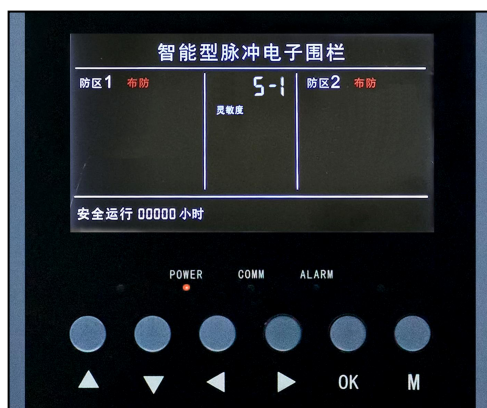 智能型脉冲电子围栏
防区1 布防
5-1
灵敏度
防区2 布防
安全运行 00000 小时
POWER COMM ALARM
▲ ▼ ◀ ▶ OK M